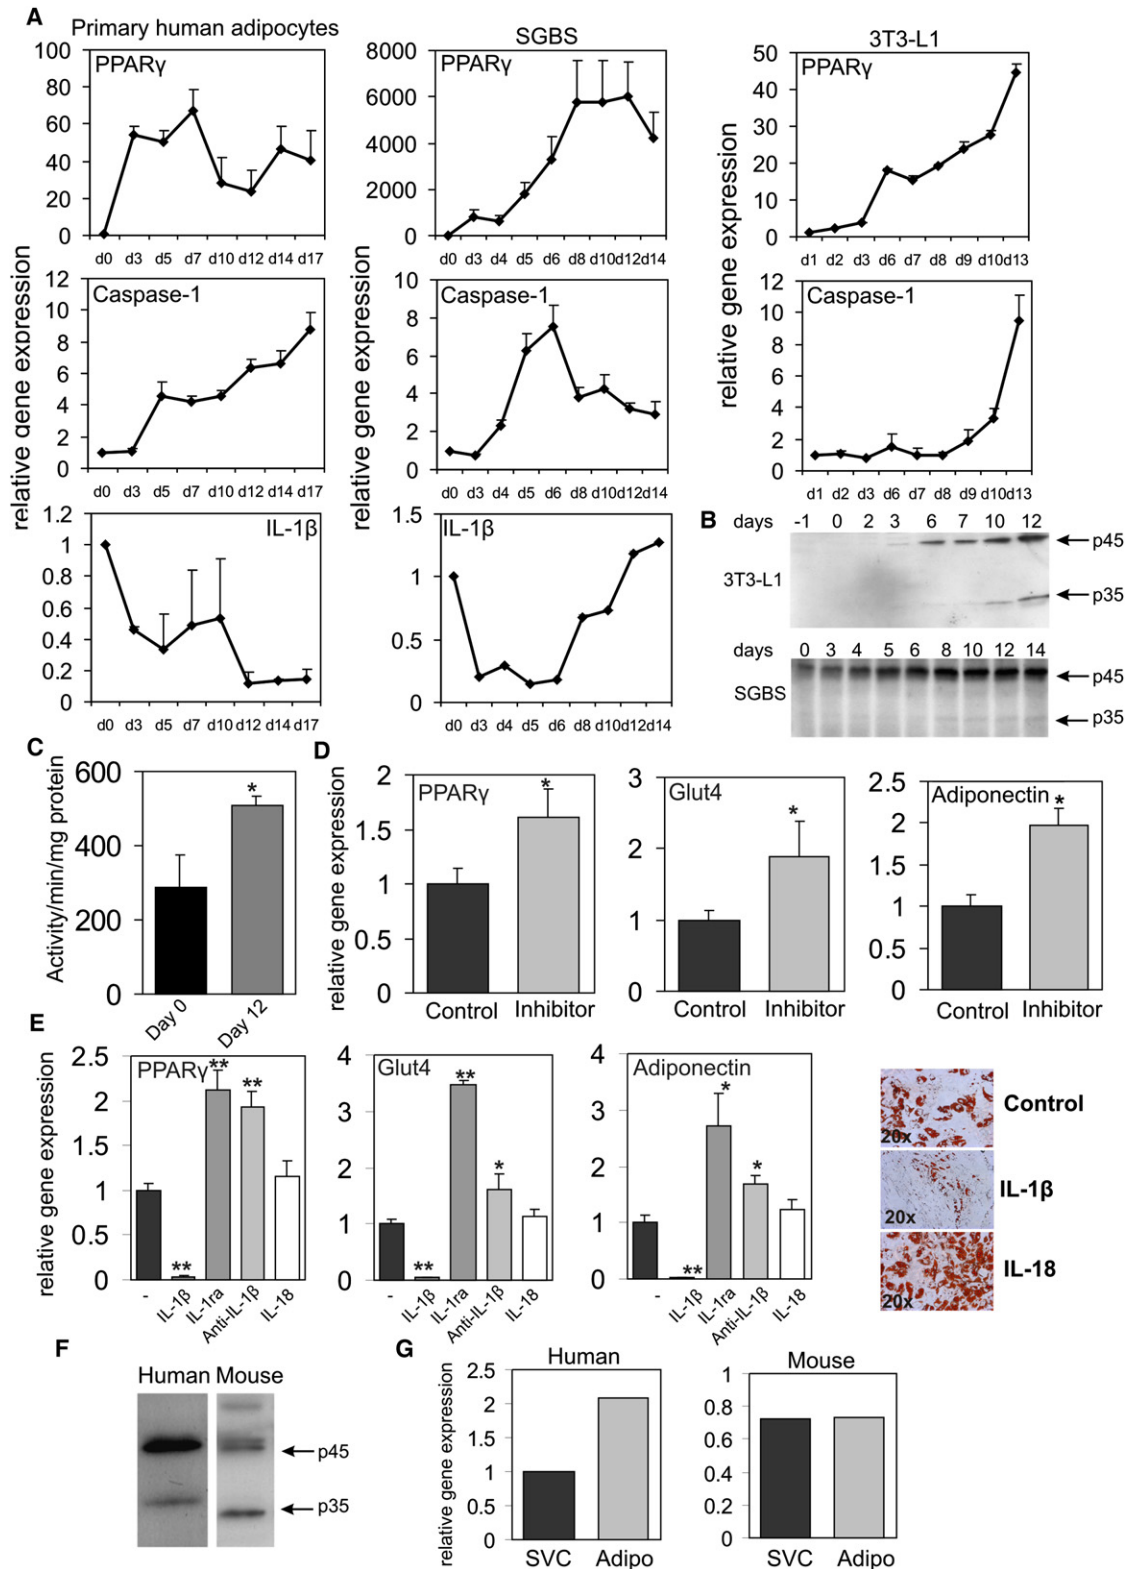 A
Primary human adipocytes
SGBS
3T3-L1
relative gene expression
100
80
60
40
20
0
PPARγ
d0 d3 d5 d7 d10 d12 d14 d17
12
10
8
6
4
2
0
Caspase-1
d0 d3 d5 d7 d10 d12 d14 d17
1.2
1
0.8
0.6
0.4
0.2
0
IL-1β
d0 d3 d5 d7 d10 d12 d14 d17
relative gene expression
8000
6000
4000
2000
0
PPARγ
d0 d3 d4 d5 d6 d8 d10 d12 d14
10
8
6
4
2
0
Caspase-1
d0 d3 d4 d5 d6 d8 d10 d12 d14
1.5
1
0.5
0
IL-1β
d0 d3 d4 d5 d6 d8 d10 d12 d14
relative gene expression
50
40
30
20
10
0
PPARγ
d1 d2 d3 d6 d7 d8 d9 d10 d13
12
10
8
6
4
2
0
Caspase-1
d1 d2 d3 d6 d7 d8 d9 d10 d13
B
days -1 0 2 3 6 7 10 12
3T3-L1
p45
p35
days 0 3 4 5 6 8 10 12 14
SGBS
p45
p35
C
Activity/min/mg protein
600
400
200
0
*
Day 0 Day 12
D
relative gene expression
2
1.5
1
0.5
0
PPARγ
*
Control Inhibitor
3
2
1
0
Glut4
*
Control Inhibitor
2.5
2
1.5
1
0.5
0
Adiponectin
*
Control Inhibitor
E
relative gene expression
2.5
2
1.5
1
0.5
0
PPARγ
** ** **
- IL-1β IL-1ra Anti-IL-1β IL-18
4
3
2
1
0
Glut4
** ** *
- IL-1β IL-1ra Anti-IL-1β IL-18
4
3
2
1
0
Adiponectin
** * *
- IL-1β IL-1ra Anti-IL-1β IL-18
20x
Control
20x
IL-1β
20x
IL-18
F
Human Mouse
p45
p35
G
relative gene expression
Human
2.5
2
1.5
1
0.5
0
SVC Adipo
Mouse
1
0.8
0.6
0.4
0.2
0
SVC Adipo